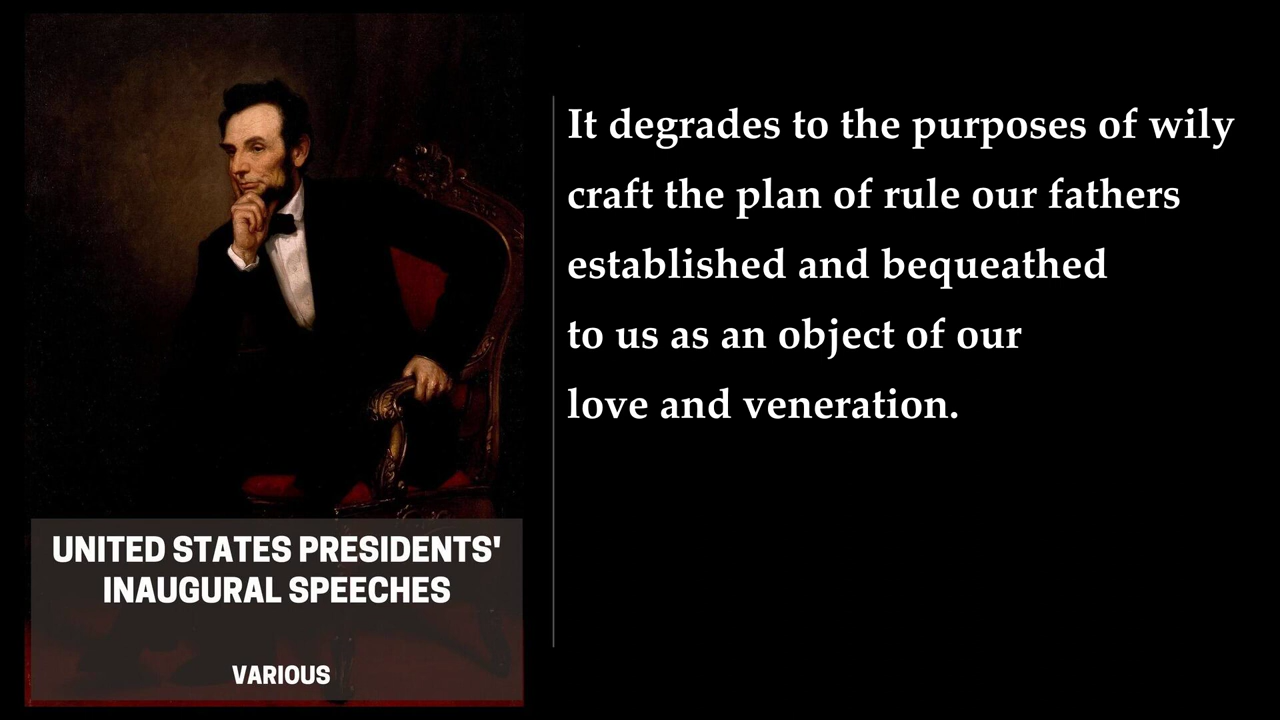 It degrades to the purposes of wily
craft the plan of rule our fathers
established and bequeathed
to us as an object of our
love and veneration.
UNITED STATES PRESIDENTS'
INAUGURAL SPEECHES
VARIOUS